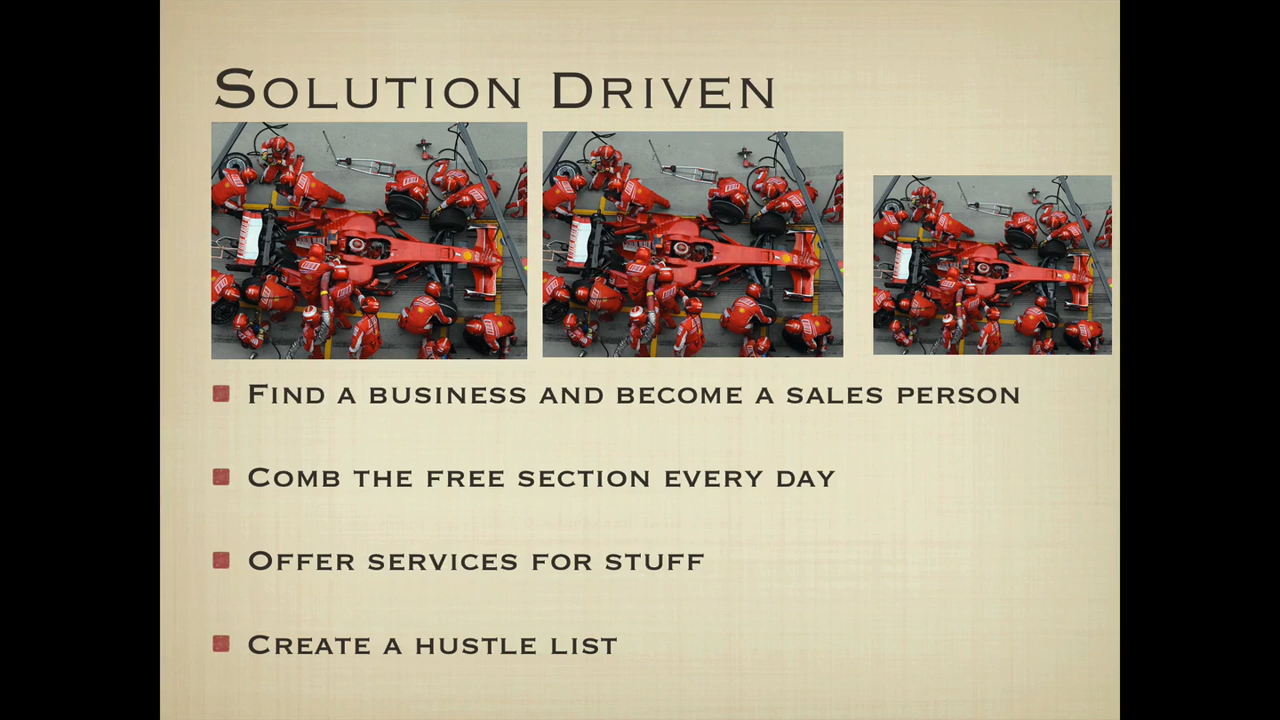 Solution Driven
Find a business and become a sales person
Comb the free section every day
Offer services for stuff
Create a hustle list